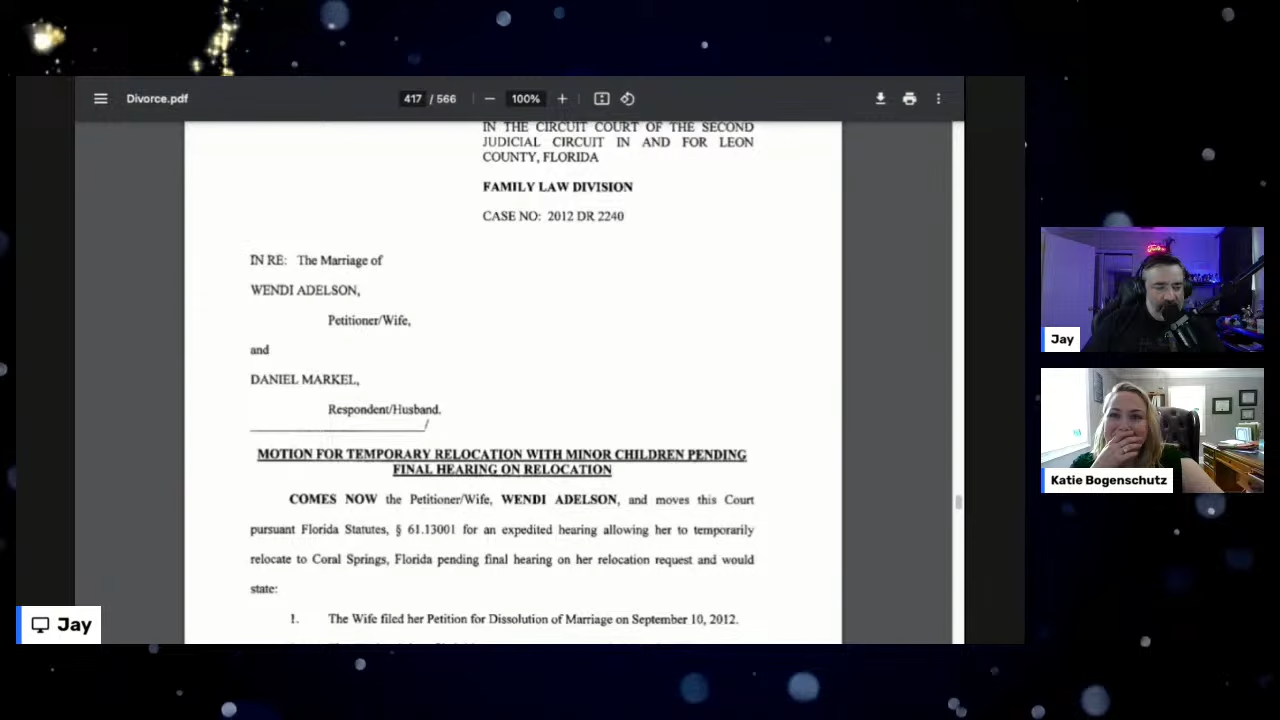 Divorce.pdf
417 / 566
100%
IN THE CIRCUIT COURT OF THE SECOND
JUDICIAL CIRCUIT IN AND FOR LEON
COUNTY, FLORIDA
FAMILY LAW DIVISION
CASE NO: 2012 DR 2240
IN RE: The Marriage of
WENDI ADELSON,
Petitioner/Wife,
and
DANIEL MARKEL,
Respondent/Husband.
/
MOTION FOR TEMPORARY RELOCATION WITH MINOR CHILDREN PENDING
FINAL HEARING ON RELOCATION
COMES NOW the Petitioner/Wife, WENDI ADELSON, and moves this Court
pursuant Florida Statutes, § 61.13001 for an expedited hearing allowing her to temporarily
relocate to Coral Springs, Florida pending final hearing on her relocation request and would
state:
1. The Wife filed her Petition for Dissolution of Marriage on September 10, 2012.
Jay
Jay
Katie Bogenschutz